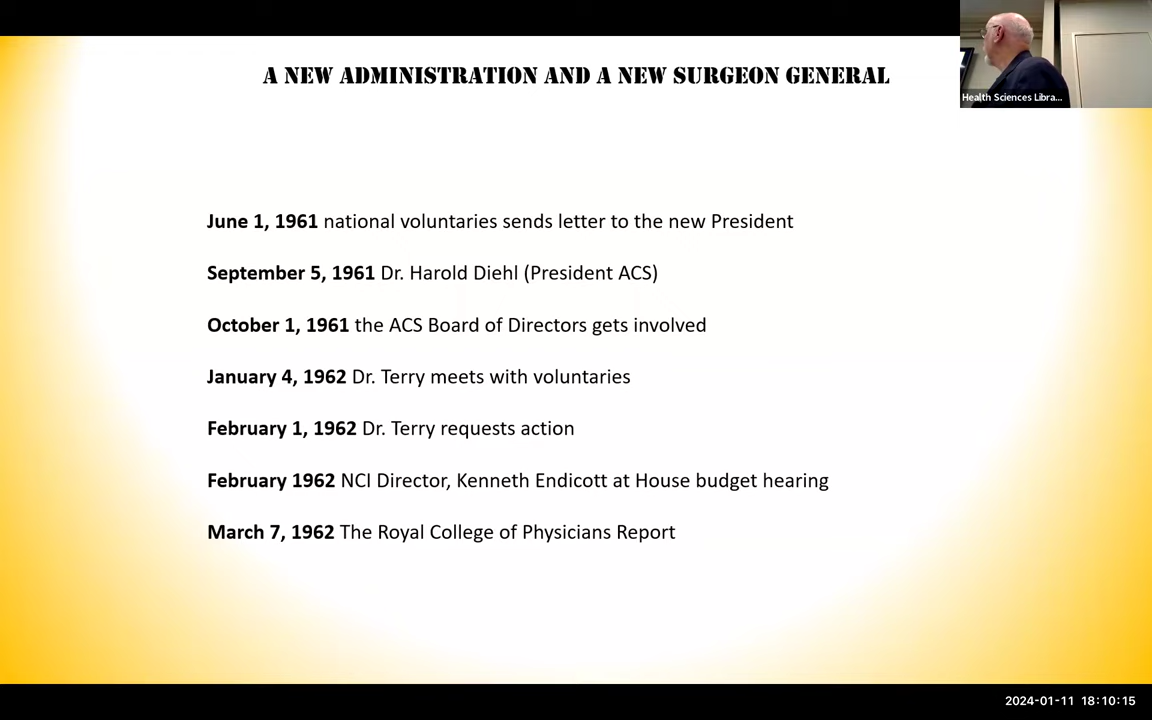 A NEW ADMINISTRATION AND A NEW SURGEON GENERAL
Health Sciences Libra...
June 1, 1961 national voluntaries sends letter to the new President
September 5, 1961 Dr. Harold Diehl (President ACS)
October 1, 1961 the ACS Board of Directors gets involved
January 4, 1962 Dr. Terry meets with voluntaries
February 1, 1962 Dr. Terry requests action
February 1962 NCI Director, Kenneth Endicott at House budget hearing
March 7, 1962 The Royal College of Physicians Report
2024-01-11 18:10:15